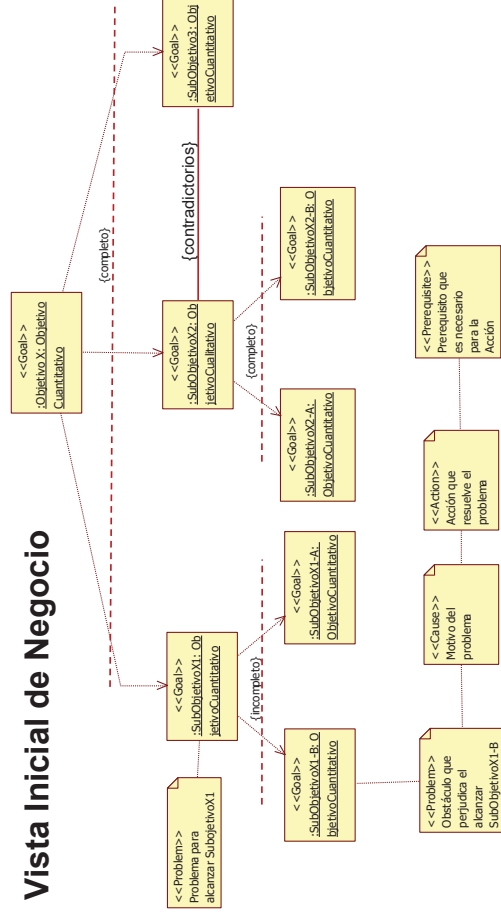 Vista Inicial de Negocio
<<Goal>>
:Objetivo X: Objetivo
Cuantitativo
{completo}
<<Problem>>
Problema para
alcanzar SubojetivoX1
<<Goal>>
:SubObjetivoX1: Ob
jetivoCuantitativo
<<Goal>>
:SubObjetivoX2: Ob
jetivoCualitativo
{contradictorios}
<<Goal>>
:SubObjetivo3: Obj
etivoCuantitativo
{incompleto}
{completo}
<<Goal>>
:SubObjetivoX1-B: O
bjetivoCuantitativo
<<Goal>>
:SubObjetivoX1-A:
ObjetivoCuantitativo
<<Goal>>
:SubObjetivoX2-A:
ObjetivoCuantitativo
<<Goal>>
:SubObjetivoX2-B: O
bjetivoCuantitativo
<<Problem>>
Obstáculo que
perjudica el
alcanzar
SubObjetivoX1-B
<<Cause>>
Motivo del
problema
<<Action>>
Acción que
resuelve el
problema
<<Prerequisite>>
Prerequisito que
es necesario
para la
Acción